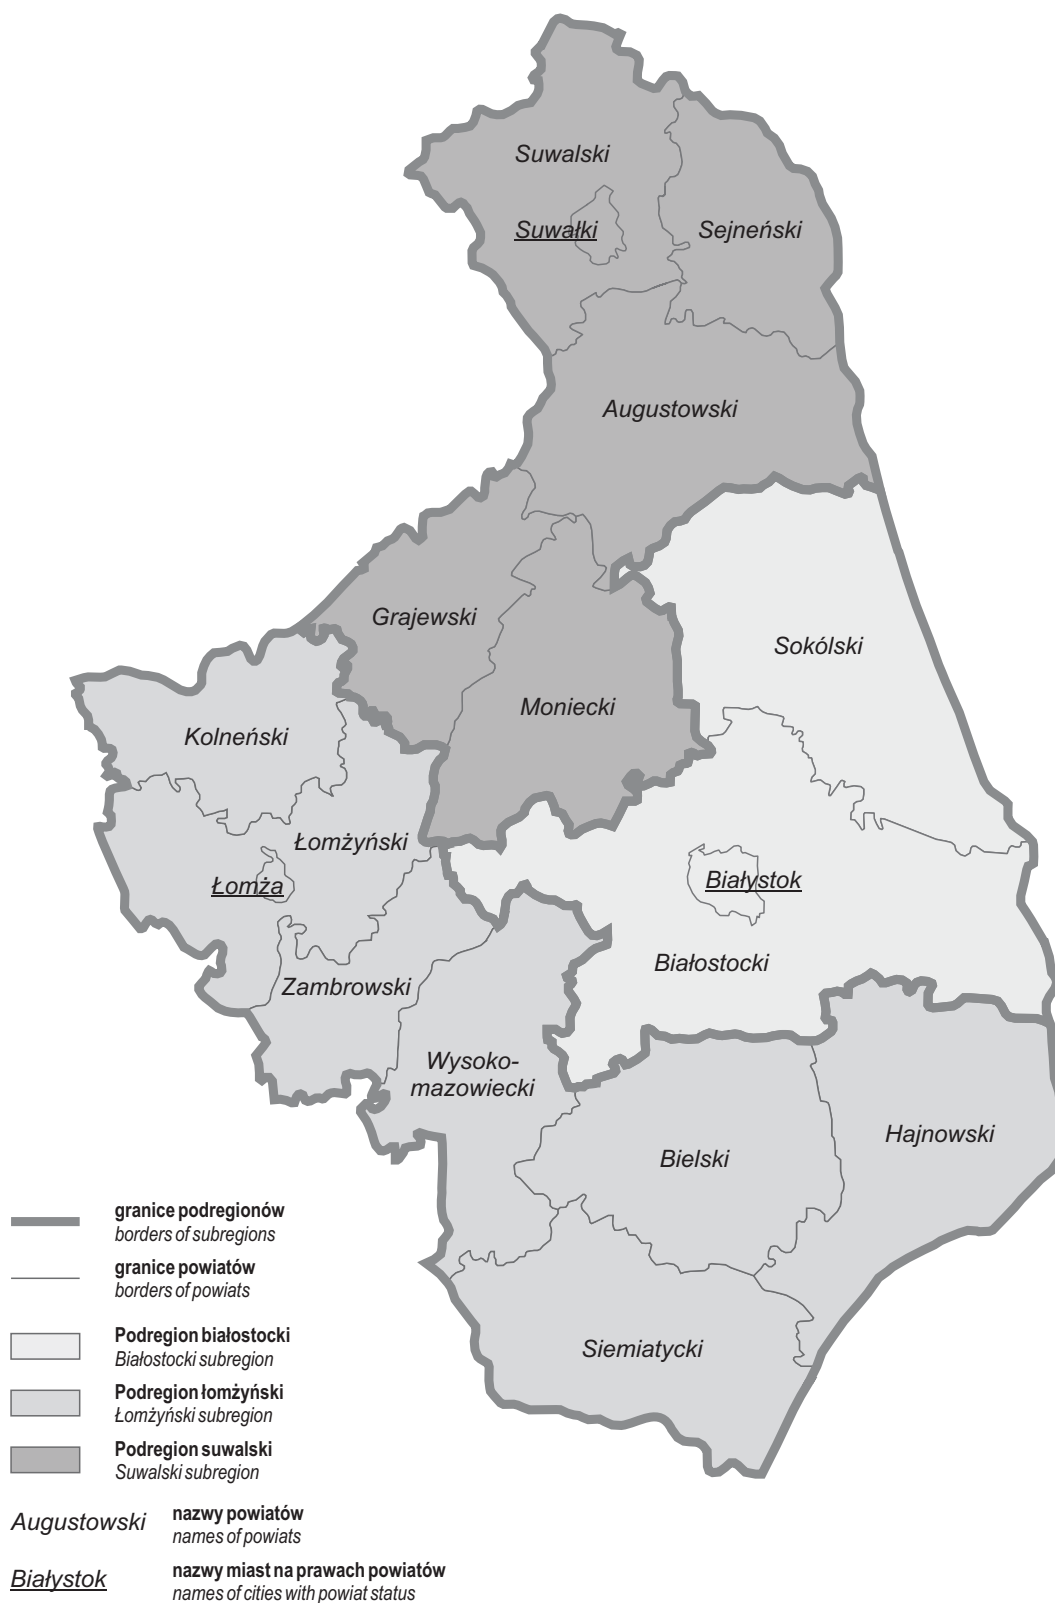 Suwalski
Suwałki
Sejneński
Augustowski
Grajewski
Sokólski
Moniecki
Kolneński
Łomżyński
Łomża
Białystok
Białostocki
Zambrowski
Wysoko-
mazowiecki
Hajnowski
Bielski
Siemiatycki
granice podregionów
borders of subregions
granice powiatów
borders of powiats
Podregion białostocki
Białostocki subregion
Podregion łomżyński
Łomżyński subregion
Podregion suwalski
Suwalski subregion
Augustowski
nazwy powiatów
names of powiats
Białystok
nazwy miast na prawach powiatów
names of cities with powiat status